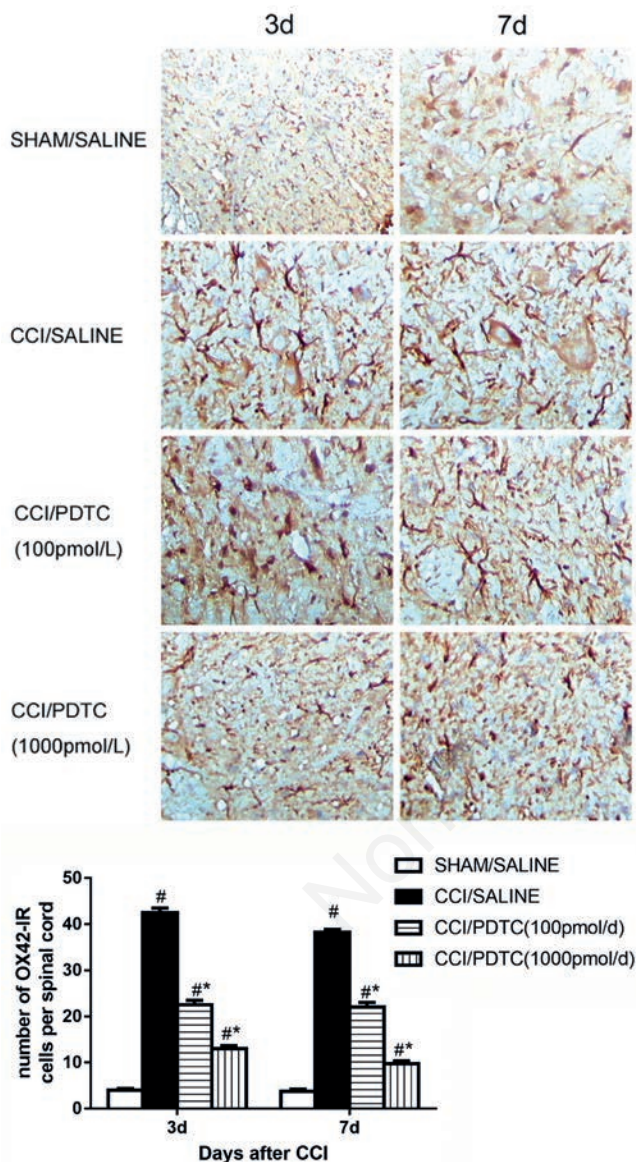 3d 7d
SHAM/SALINE
CCI/SALINE
CCI/PDTC
(100pmol/L)
CCI/PDTC
(1000pmol/L)
Non
SHAM/SALINE
CCI/SALINE
CCI/PDTC(100pmol/d)
CCI/PDTC(1000pmol/d)
number of OX42-IR
cells per spinal cord
50
40
30
20
10
0
# #
#* #*
#* #*
3d 7d
Days after CCI